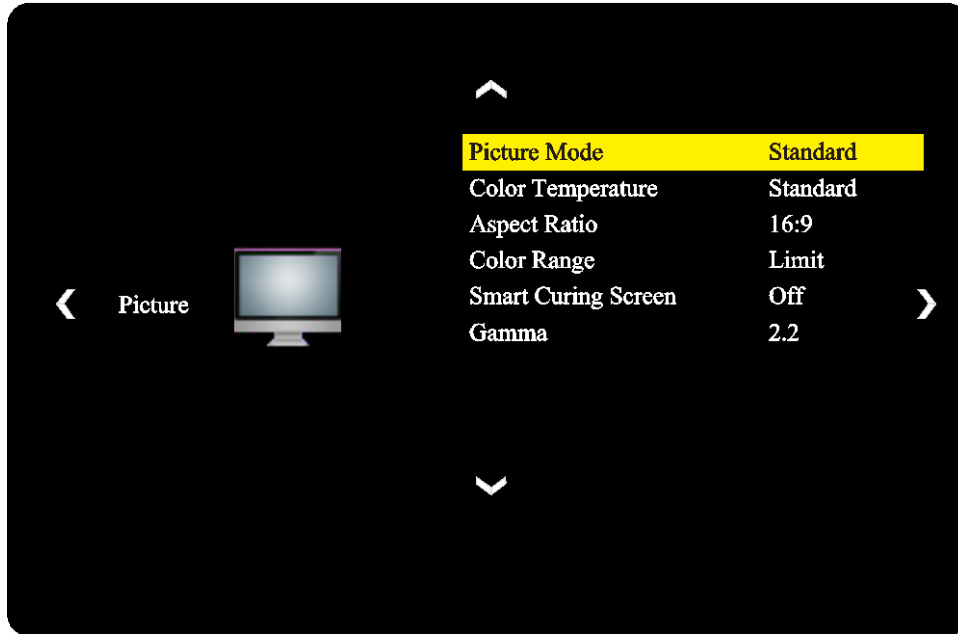 Picture Mode Standard
Color Temperature Standard
Aspect Ratio 16:9
Color Range Limit
Smart Curing Screen Off
Gamma 2.2
Picture